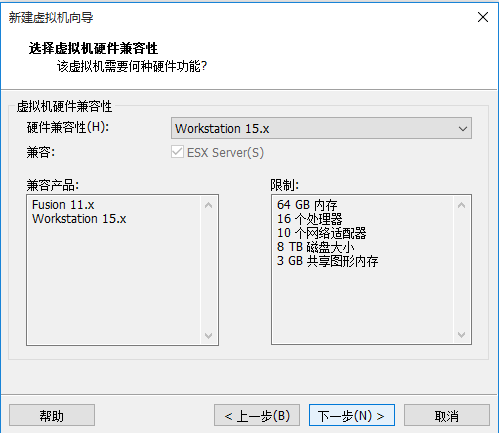 新建虚拟机向导
选择虚拟机硬件兼容性
该虚拟机需要何种硬件功能?
虚拟机硬件兼容性
硬件兼容性(H): Workstation 15.x
兼容: ESX Server(S)
兼容产品:
Fusion 11.x
Workstation 15.x
限制:
64 GB 内存
16 个处理器
10 个网络适配器
8 TB 磁盘大小
3 GB 共享图形内存
帮助 < 上一步(B) 下一步(N) > 取消